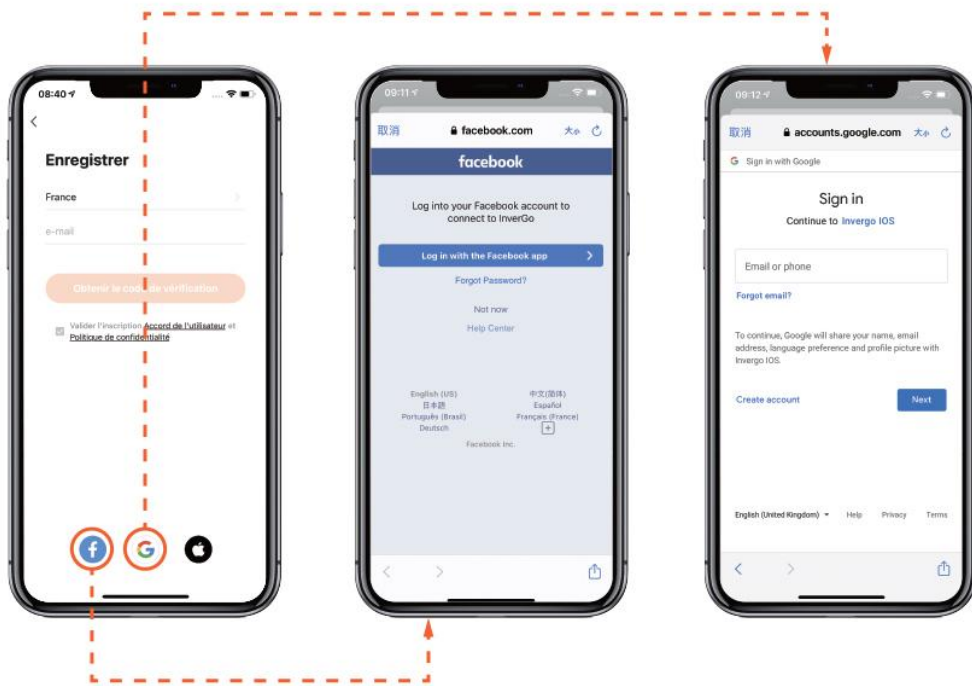 08:40
Enregistrer
France
e-mail
Obtenir le code de vérification
Valider l'inscription Accord de l'utilisateur et
Politique de confidentialité
09:11
取消
facebook.com
大小
facebook
Log into your Facebook account to
connect to InverGo
Log in with the Facebook app
Forgot Password?
Not now
Help Center
English (US)
中文(简体)
日本語
Español
Português (Brasil)
Français (France)
Deutsch
Facebook Inc.
09:12
取消
accounts.google.com
大小
G Sign in with Google
Sign in
Continue to Invergo IOS
Email or phone
Forgot email?
To continue, Google will share your name, email
address, language preference and profile picture with
Invergo IOS.
Create account
Next
English (United Kingdom)
Help
Privacy
Terms